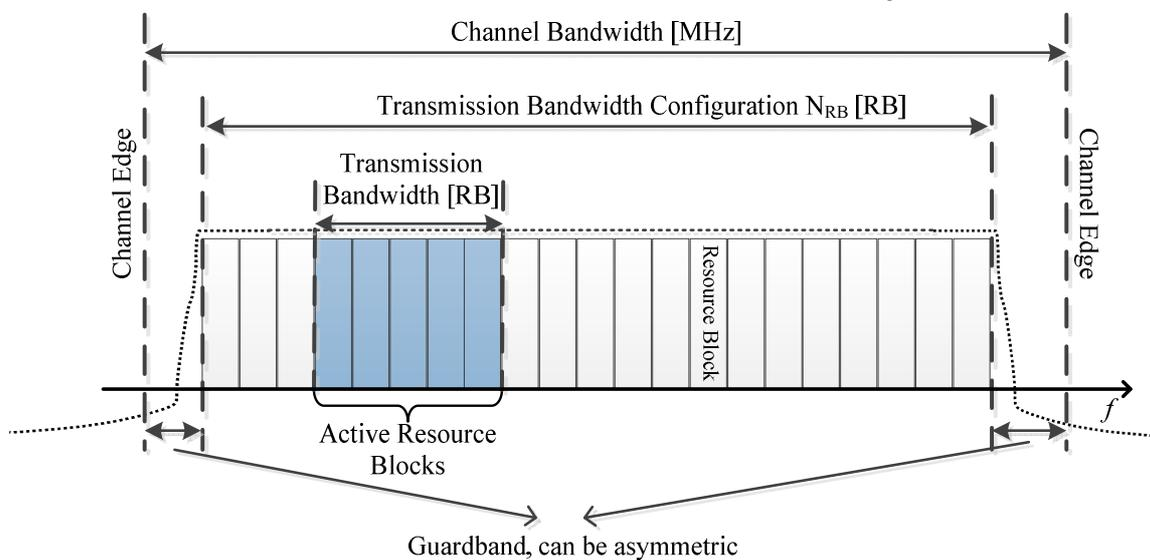 Channel Bandwidth [MHz]
Transmission Bandwidth Configuration N_RB [RB]
Transmission
Bandwidth [RB]
Channel Edge
Channel Edge
Resource Block
f
Active Resource
Blocks
Guardband, can be asymmetric